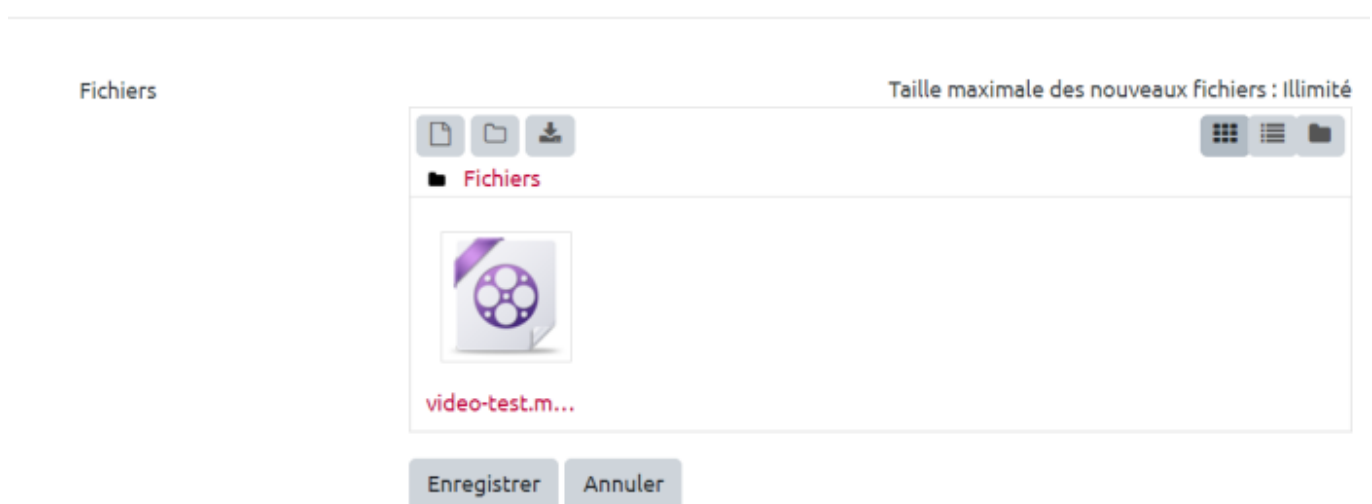 Fichiers
Taille maximale des nouveaux fichiers : Illimité
Fichiers
video-test.m...
Enregistrer
Annuler